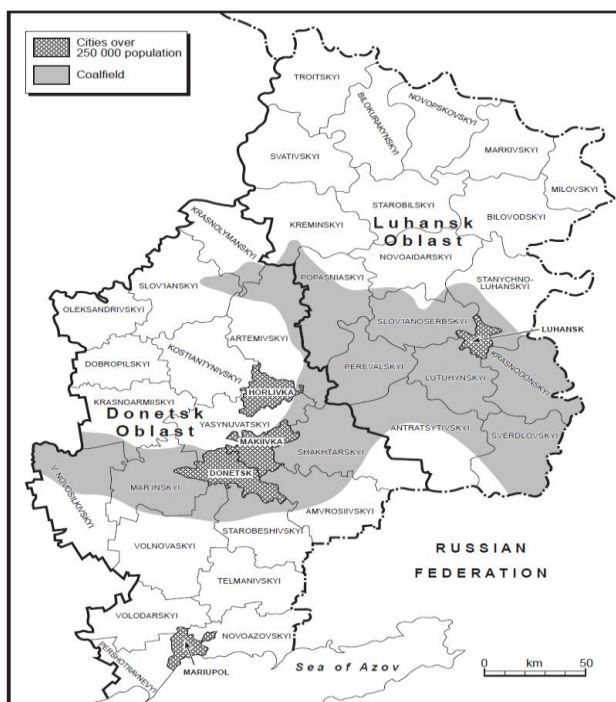 Cities over
250 000 population
Coalfield
TROITSKYI
BILOKURAKYNSKYI
NOVOPSKOVSKYI
SVATIVSKYI
MARKIVSKYI
MILOVSKYI
STAROBILSKYI
KRASNOLYMANSKYI
KREMINSKYI
BILOVODSKYI
Luhansk
Oblast
NOVOAIDARSKYI
SLOV'IANSKYI
POPASNIASKYI
STANYCHNO-
LUHANSKYI
OLEKSANDRIVSKYI
SLOV'IANOSERBSKYI
LUHANSK
ARTEMIVSKYI
DOBROPILSKYI
KOSTIANTYNIVSKYI
PEREVALSKYI
LUTUHYNSKYI
KRASNODONSKYI
HORLIVKA
KRASNOARMIISKYI
Donetsk
Oblast
YASYNUVATSKYI
ANTRATSYTIVSKYI
SVERDLOVSKYI
MAKIIVKA
SHAKHTARSKYI
DONETSK
MARIINSKYI
AMVROSIIVSKYI
STAROBESHIVSKYI
VOLNOVASKYI
RUSSIAN
FEDERATION
TELMANIVSKYI
VOLODARSKYI
NOVOAZOVSKYI
PERSHOTRAVNEVYI
MARIUPOL
Sea of Azov
0 km 50